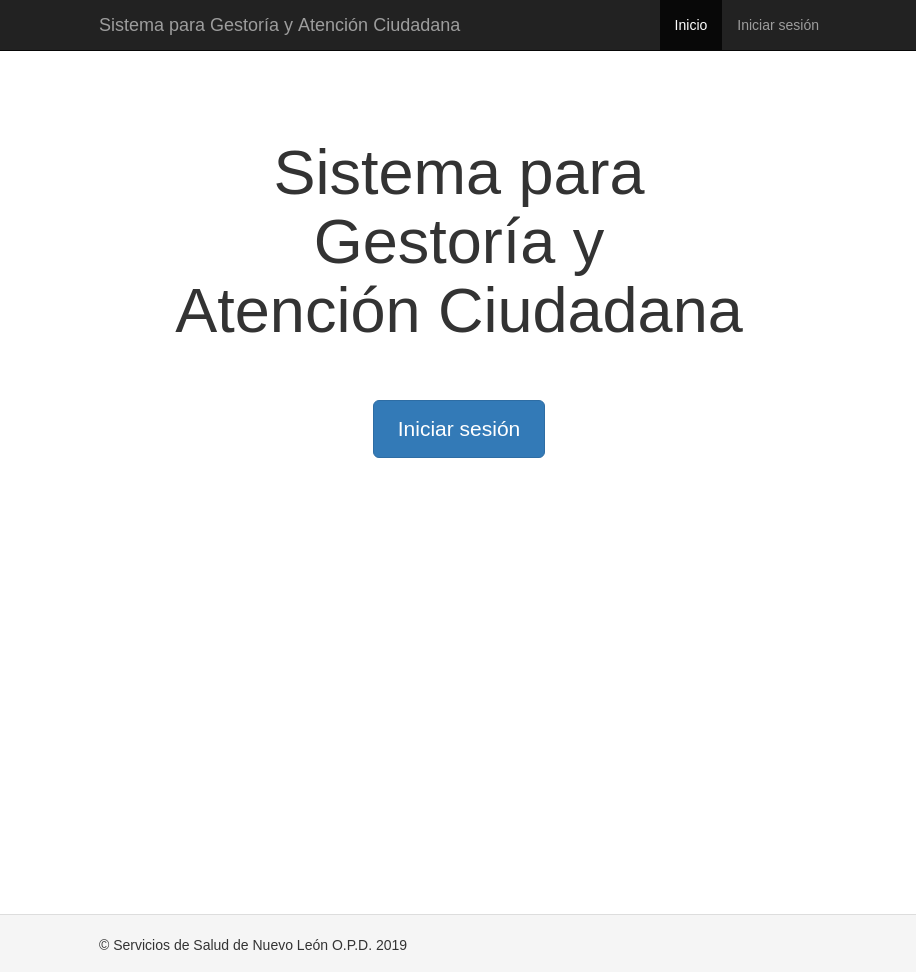 Sistema para Gestoría y Atención Ciudadana
Inicio
Iniciar sesión
Sistema para
Gestoría y
Atención Ciudadana
Iniciar sesión
© Servicios de Salud de Nuevo León O.P.D. 2019